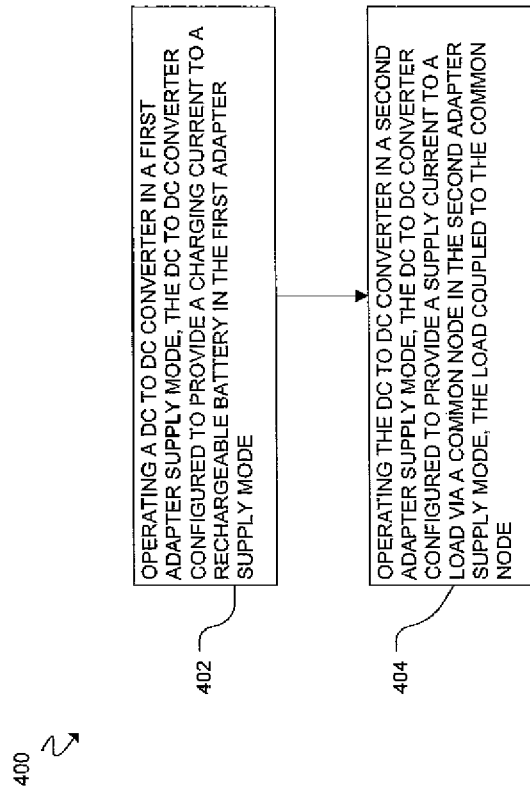 400
402
OPERATING A DC TO DC CONVERTER IN A FIRST
ADAPTER SUPPLY MODE, THE DC TO DC CONVERTER
CONFIGURED TO PROVIDE A CHARGING CURRENT TO A
RECHARGEABLE BATTERY IN THE FIRST ADAPTER
SUPPLY MODE
404
OPERATING THE DC TO DC CONVERTER IN A SECOND
ADAPTER SUPPLY MODE, THE DC TO DC CONVERTER
CONFIGURED TO PROVIDE A SUPPLY CURRENT TO A
LOAD VIA A COMMON NODE IN THE SECOND ADAPTER
SUPPLY MODE, THE LOAD COUPLED TO THE COMMON
NODE